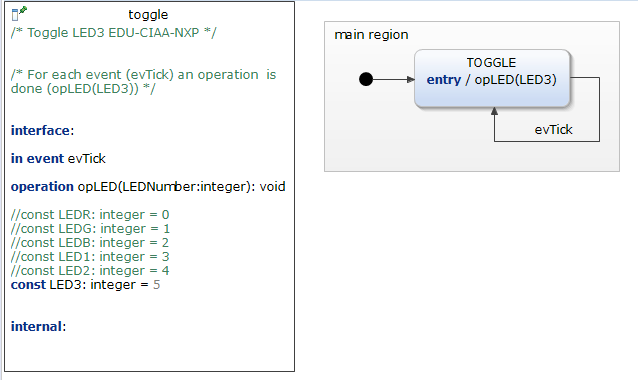 toggle
/* Toggle LED3 EDU-CIAA-NXP */
/* For each event (evTick) an operation is
done (opLED(LED3)) */
interface:
in event evTick
operation opLED(LEDNumber:integer): void
//const LEDR: integer = 0
//const LEDG: integer = 1
//const LEDB: integer = 2
//const LED1: integer = 3
//const LED2: integer = 4
const LED3: integer = 5
internal:
main region
TOGGLE
entry / opLED(LED3)
evTick